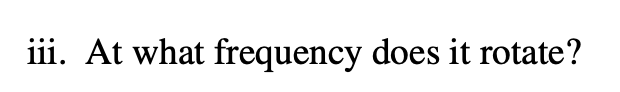 iii. At what frequency does it rotate?